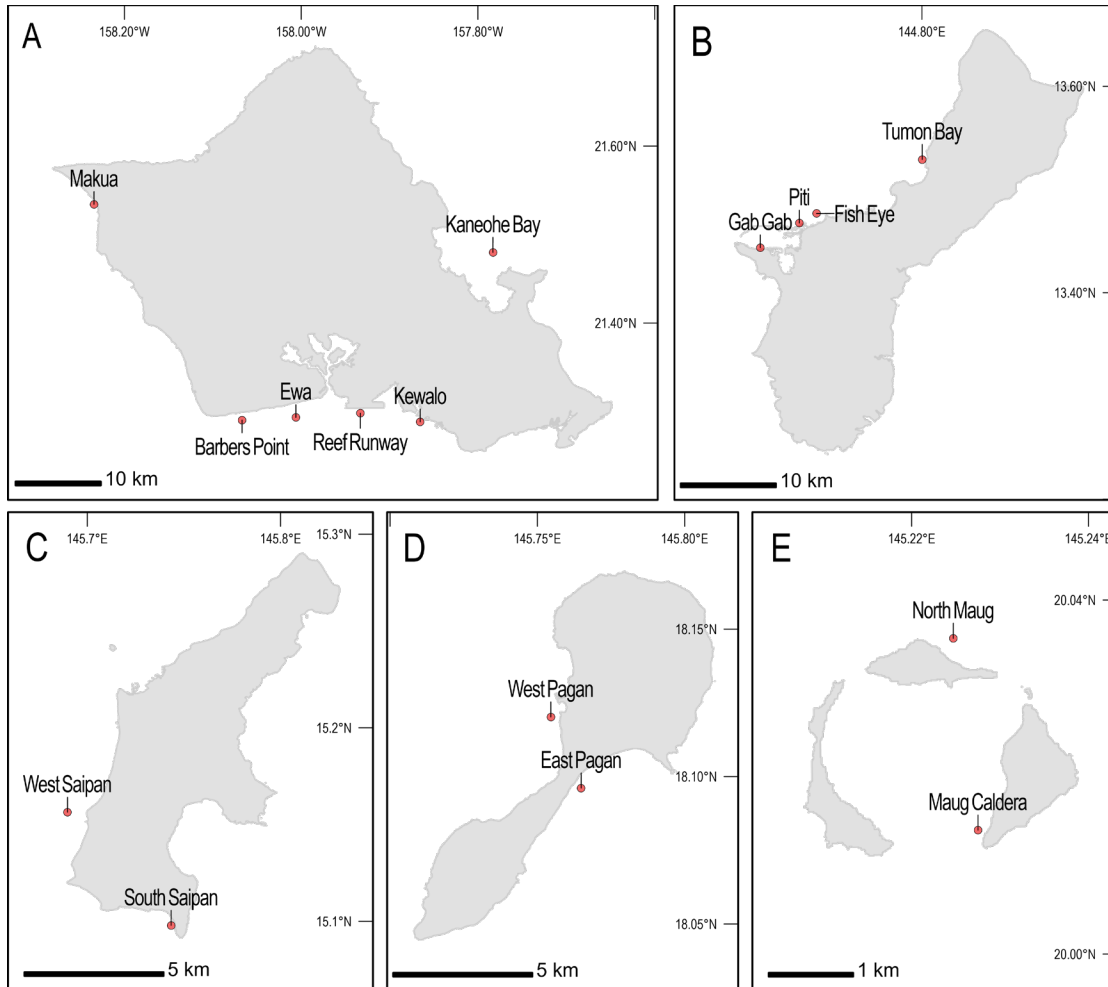 A
158.20°W
158.00°W
157.80°W
21.60°N
Makua
Kaneohe Bay
21.40°N
Ewa
Kewalo
Barbers Point
Reef Runway
10 km
B
144.80°E
13.60°N
Tumon Bay
Piti
Gab Gab
Fish Eye
13.40°N
10 km
C
145.7°E
145.8°E
15.3°N
15.2°N
West Saipan
South Saipan
15.1°N
5 km
D
145.75°E
145.80°E
18.15°N
West Pagan
East Pagan
18.10°N
18.05°N
5 km
E
145.22°E
145.24°E
20.04°N
North Maug
Maug Caldera
20.00°N
1 km